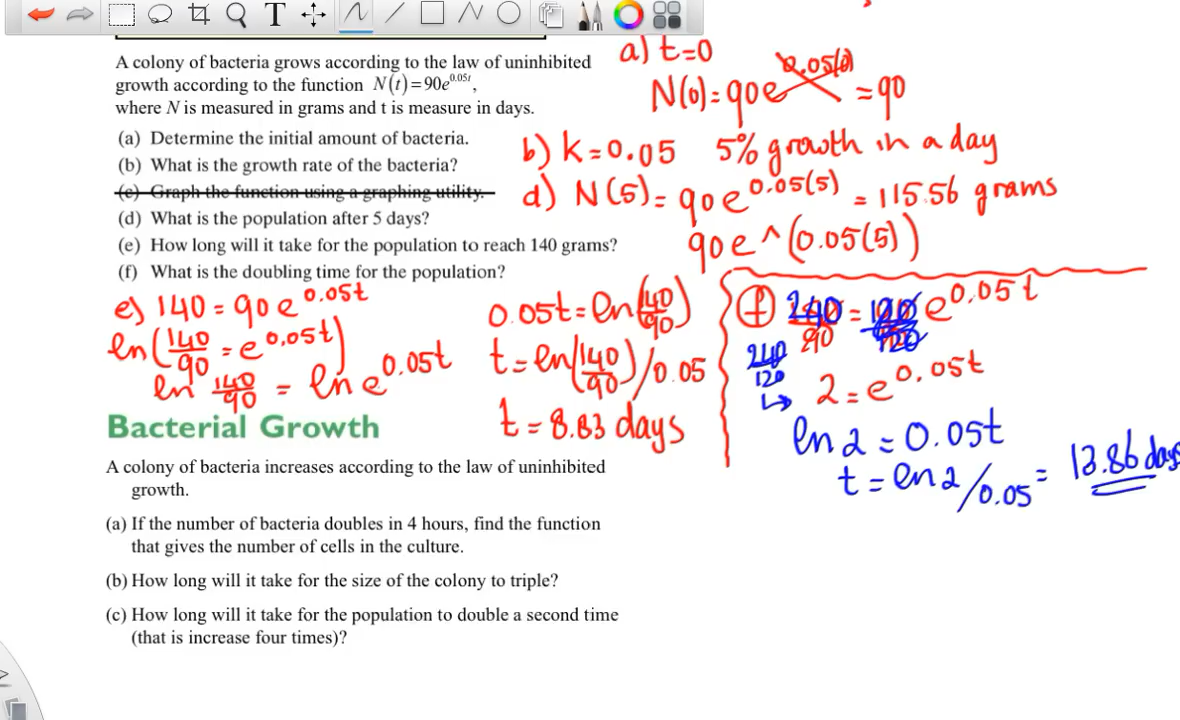 A colony of bacteria grows according to the law of uninhibited
growth according to the function N(t)=90e^0.05t,
where N is measured in grams and t is measure in days.
(a) Determine the initial amount of bacteria.
(b) What is the growth rate of the bacteria?
(c) Graph the function using a graphing utility.
(d) What is the population after 5 days?
(e) How long will it take for the population to reach 140 grams?
(f) What is the doubling time for the population?
a) t=0
N(0)=90e^0.05(0) =90
b) k=0.05 5% growth in a day
d) N(5)=90e^0.05(5) =115.56 grams
90e^(0.05(5))
e) 140=90e^0.05t
ln(140/90=e^0.05t)
ln 140/90 = ln e^0.05t
0.05t=ln(140/90)
t=ln(140/90)/0.05
t=8.83 days
f 240 = e^0.05t
90 120
240/120
↳ 2=e^0.05t
ln2=0.05t
t=ln2/0.05= 13.86 days
Bacterial Growth
A colony of bacteria increases according to the law of uninhibited
growth.
(a) If the number of bacteria doubles in 4 hours, find the function
that gives the number of cells in the culture.
(b) How long will it take for the size of the colony to triple?
(c) How long will it take for the population to double a second time
(that is increase four times)?